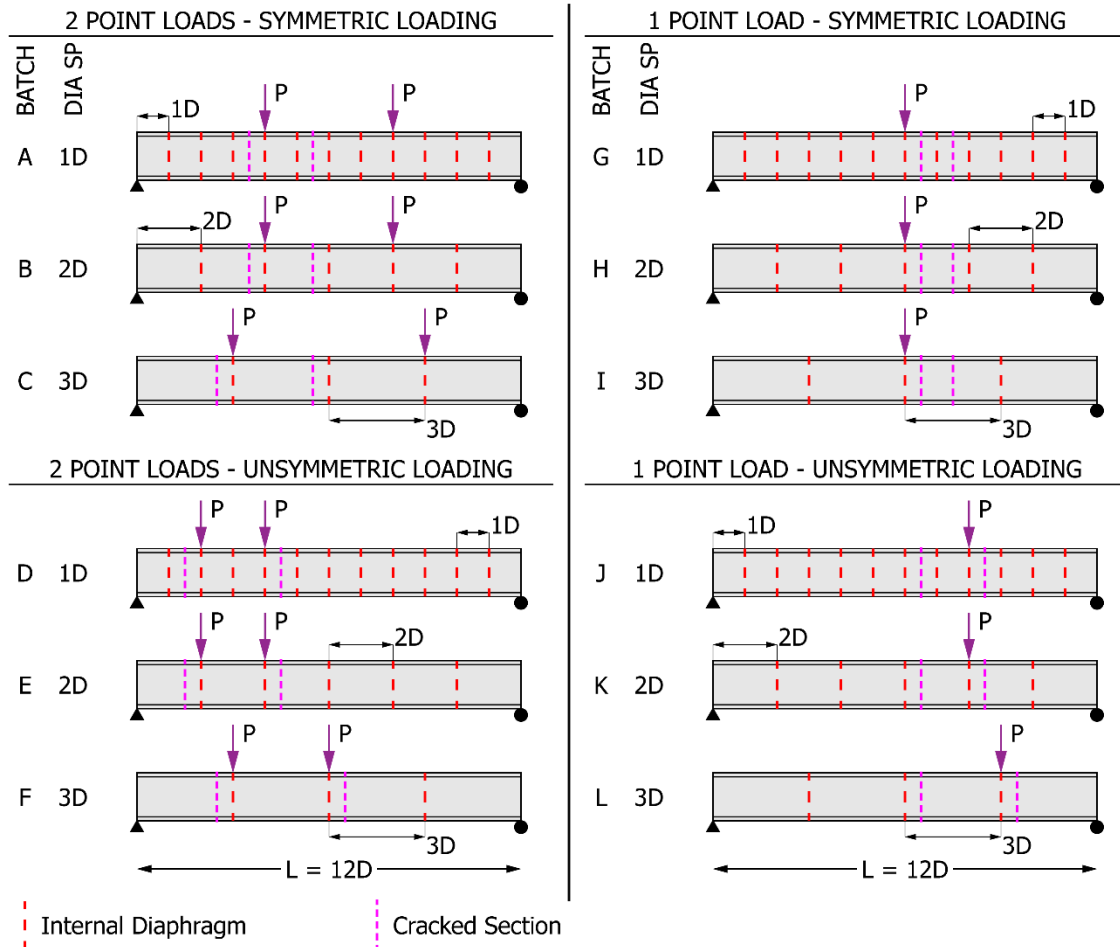 2 POINT LOADS - SYMMETRIC LOADING
BATCH
DIA SP
P P
1D
A 1D
P P
2D
B 2D
P P
C 3D
3D
2 POINT LOADS - UNSYMMETRIC LOADING
P P
1D
D 1D
P P
2D
E 2D
P P
F 3D
3D
L = 12D
1 POINT LOAD - SYMMETRIC LOADING
BATCH
DIA SP
P
1D
G 1D
P
2D
H 2D
P
I 3D
3D
1 POINT LOAD - UNSYMMETRIC LOADING
P
1D
J 1D
P
2D
K 2D
P
L 3D
3D
L = 12D
Internal Diaphragm
Cracked Section